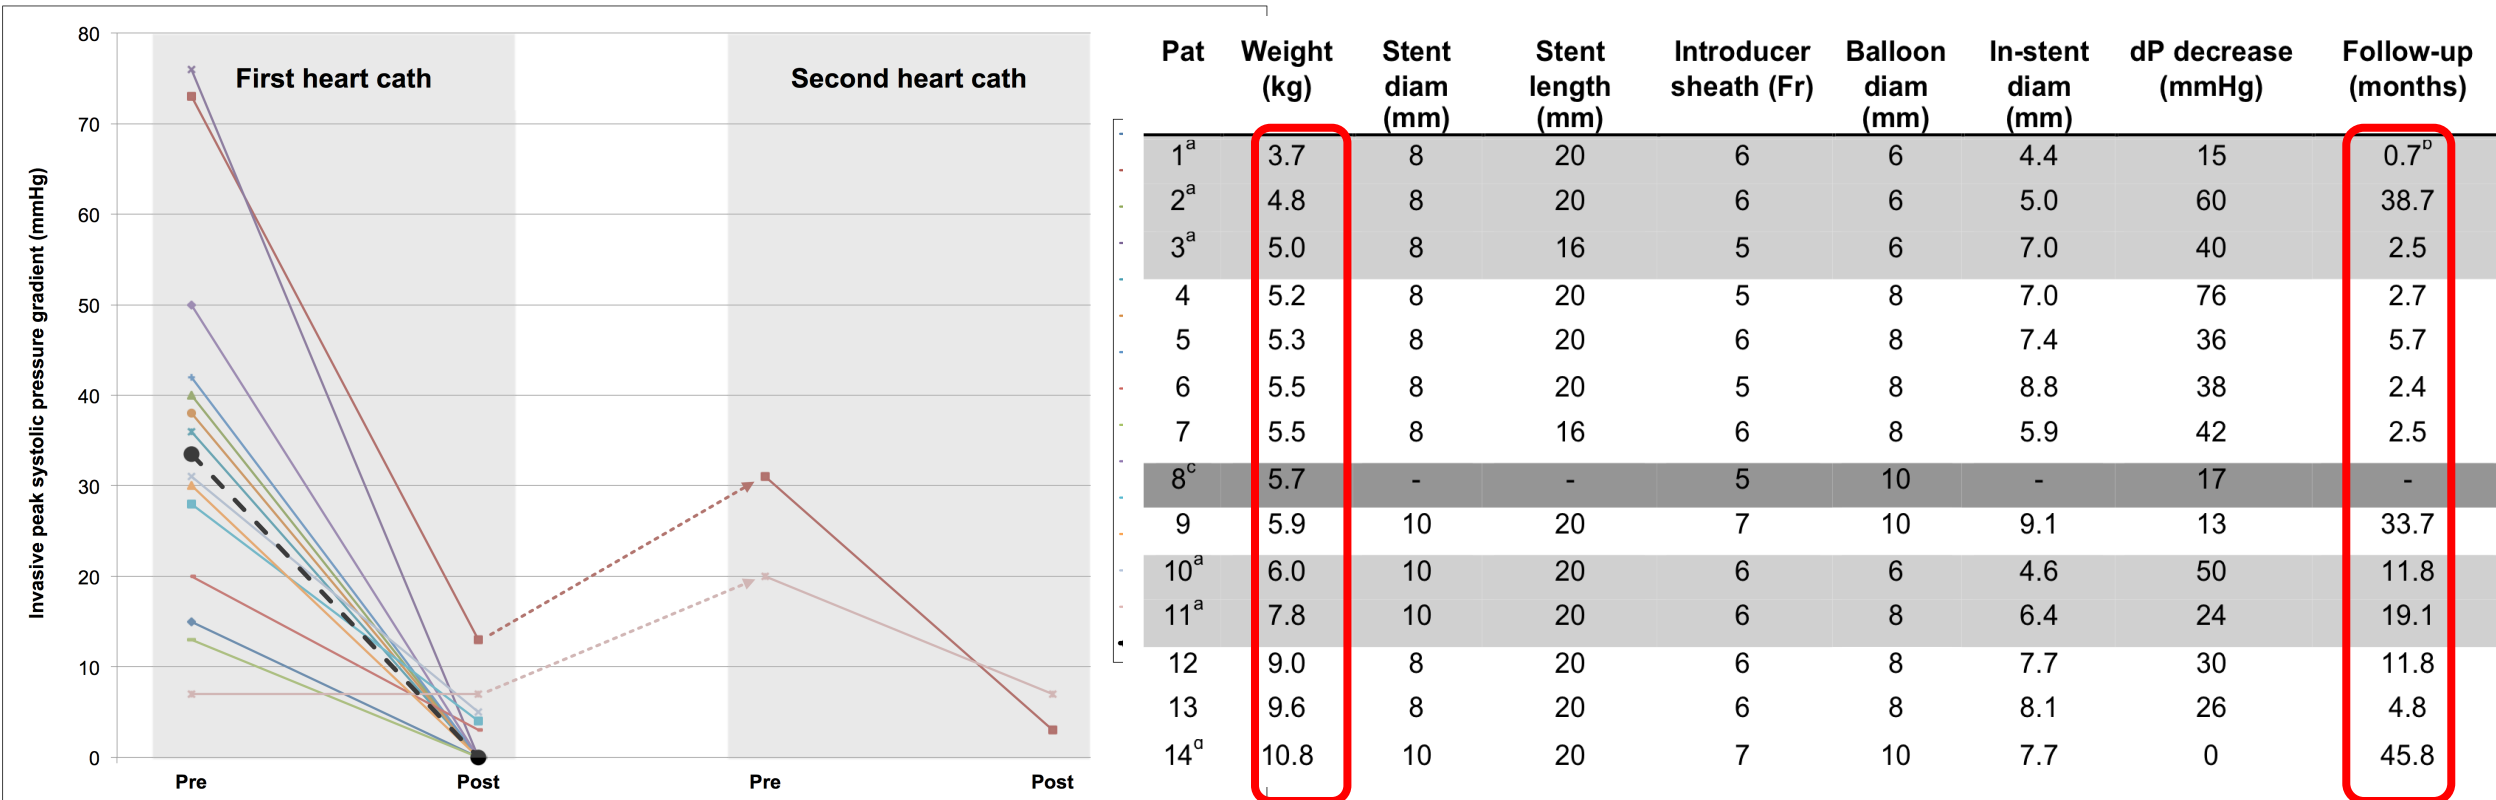 80
70
60
50
40
30
20
10
0
Invasive peak systolic pressure gradient (mmHg)
First heart cath
Second heart cath
Pre Post Pre Post
Pat Weight Stent Stent Introducer Balloon In-stent dP decrease Follow-up
(kg) diam length sheath (Fr) diam diam (mmHg) (months)
(mm) (mm) (mm) (mm)
1a 3.7 8 20 6 6 4.4 15 0.7b
2a 4.8 8 20 6 6 5.0 60 38.7
3a 5.0 8 16 5 6 7.0 40 2.5
4 5.2 8 20 5 8 7.0 76 2.7
5 5.3 8 20 6 8 7.4 36 5.7
6 5.5 8 20 5 8 8.8 38 2.4
7 5.5 8 16 6 8 5.9 42 2.5
8c 5.7 - - 5 10 - 17 -
9 5.9 10 20 7 10 9.1 13 33.7
10a 6.0 10 20 6 6 4.6 50 11.8
11a 7.8 10 20 6 8 6.4 24 19.1
12 9.0 8 20 6 8 7.7 30 11.8
13 9.6 8 20 6 8 8.1 26 4.8
14d 10.8 10 20 7 10 7.7 0 45.8